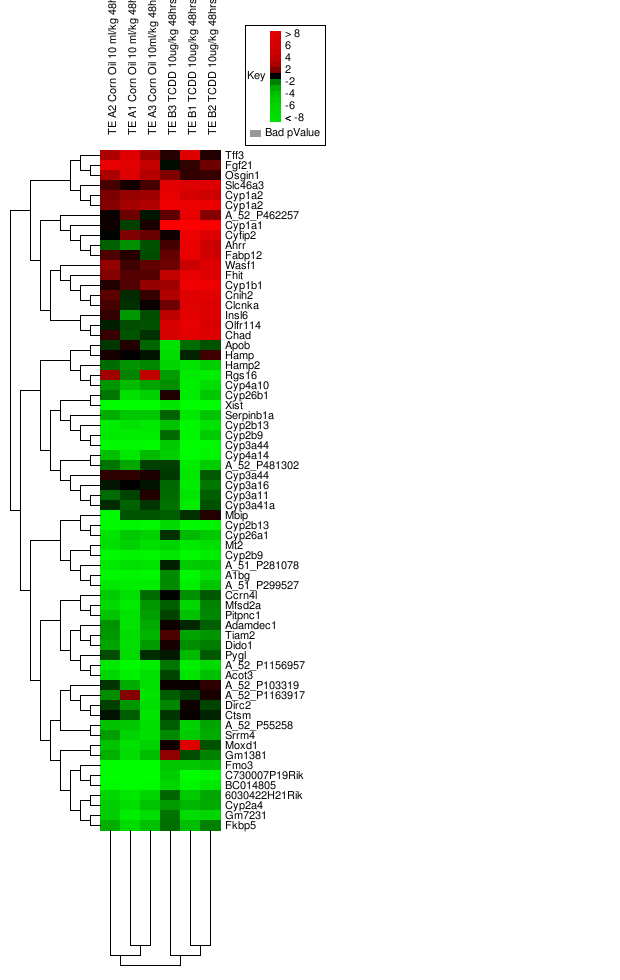 TE A2 Corn Oil 10 ml/kg 48h
TE A1 Corn Oil 10 ml/kg 48h
TE A3 Corn Oil 10ml/kg 48h
TE B3 TCDD 10ug/kg 48hrs
TE B1 TCDD 10ug/kg 48hrs
TE B2 TCDD 10ug/kg 48hrs
> 8
6
4
2
Key
-2
-4
-6
< -8
Bad pValue
Tff3
Fgf21
Osgin1
Slc46a3
Cyp1a2
Cyp1a2
A_52_P462257
Cyp1a1
Cyfip2
Ahrr
Fabp12
Wasf1
Fhit
Cyp1b1
Cnih2
Clcnka
Insl6
Olfr114
Chad
Apob
Hamp
Hamp2
Rgs16
Cyp4a10
Cyp26b1
Xist
Serpinb1a
Cyp2b13
Cyp2b9
Cyp3a44
Cyp4a14
A_52_P481302
Cyp3a44
Cyp3a16
Cyp3a11
Cyp3a41a
Mbip
Cyp2b13
Cyp26a1
Mt2
Cyp2b9
A_51_P281078
A1bg
A_51_P299527
Ccrn4l
Mfsd2a
Pitpnc1
Adamdec1
Tiam2
Dido1
Pygl
A_52_P1156957
Acot3
A_52_P103319
A_52_P1163917
Dirc2
Ctsm
A_52_P55258
Srrm4
Moxd1
Gm1381
Fmo3
C730007P19Rik
BC014805
6030422H21Rik
Cyp2a4
Gm7231
Fkbp5